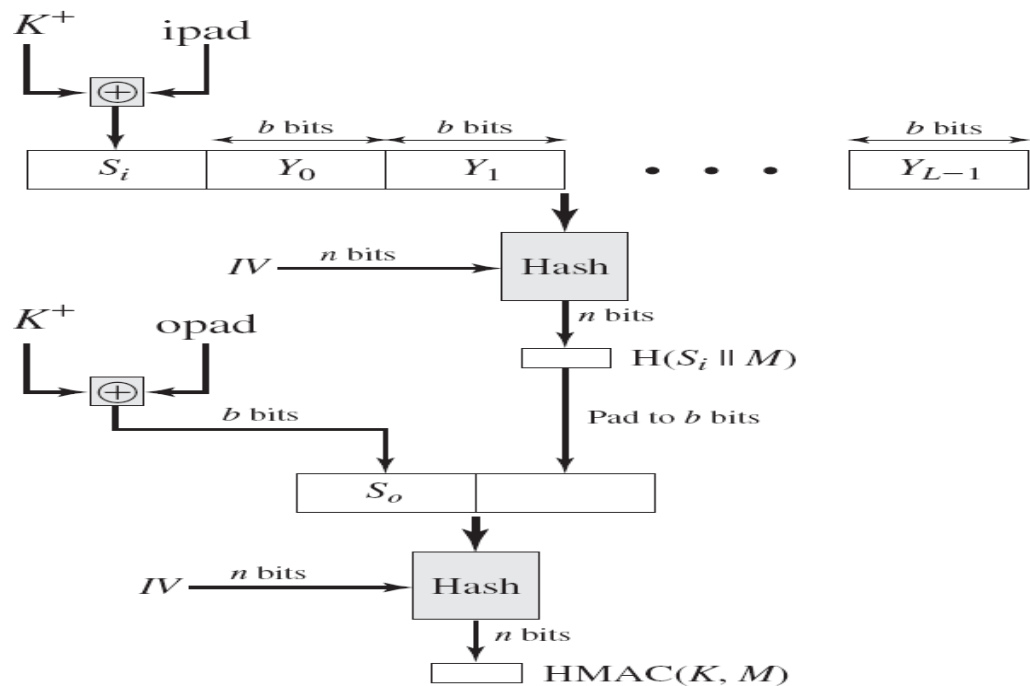 K+ ipad
⊕
b bits b bits b bits
Si Y0 Y1 • • • YL−1
IV n bits Hash
n bits
K+ opad
H(Si || M)
⊕
b bits
Pad to b bits
So
IV n bits Hash
n bits
HMAC(K, M)